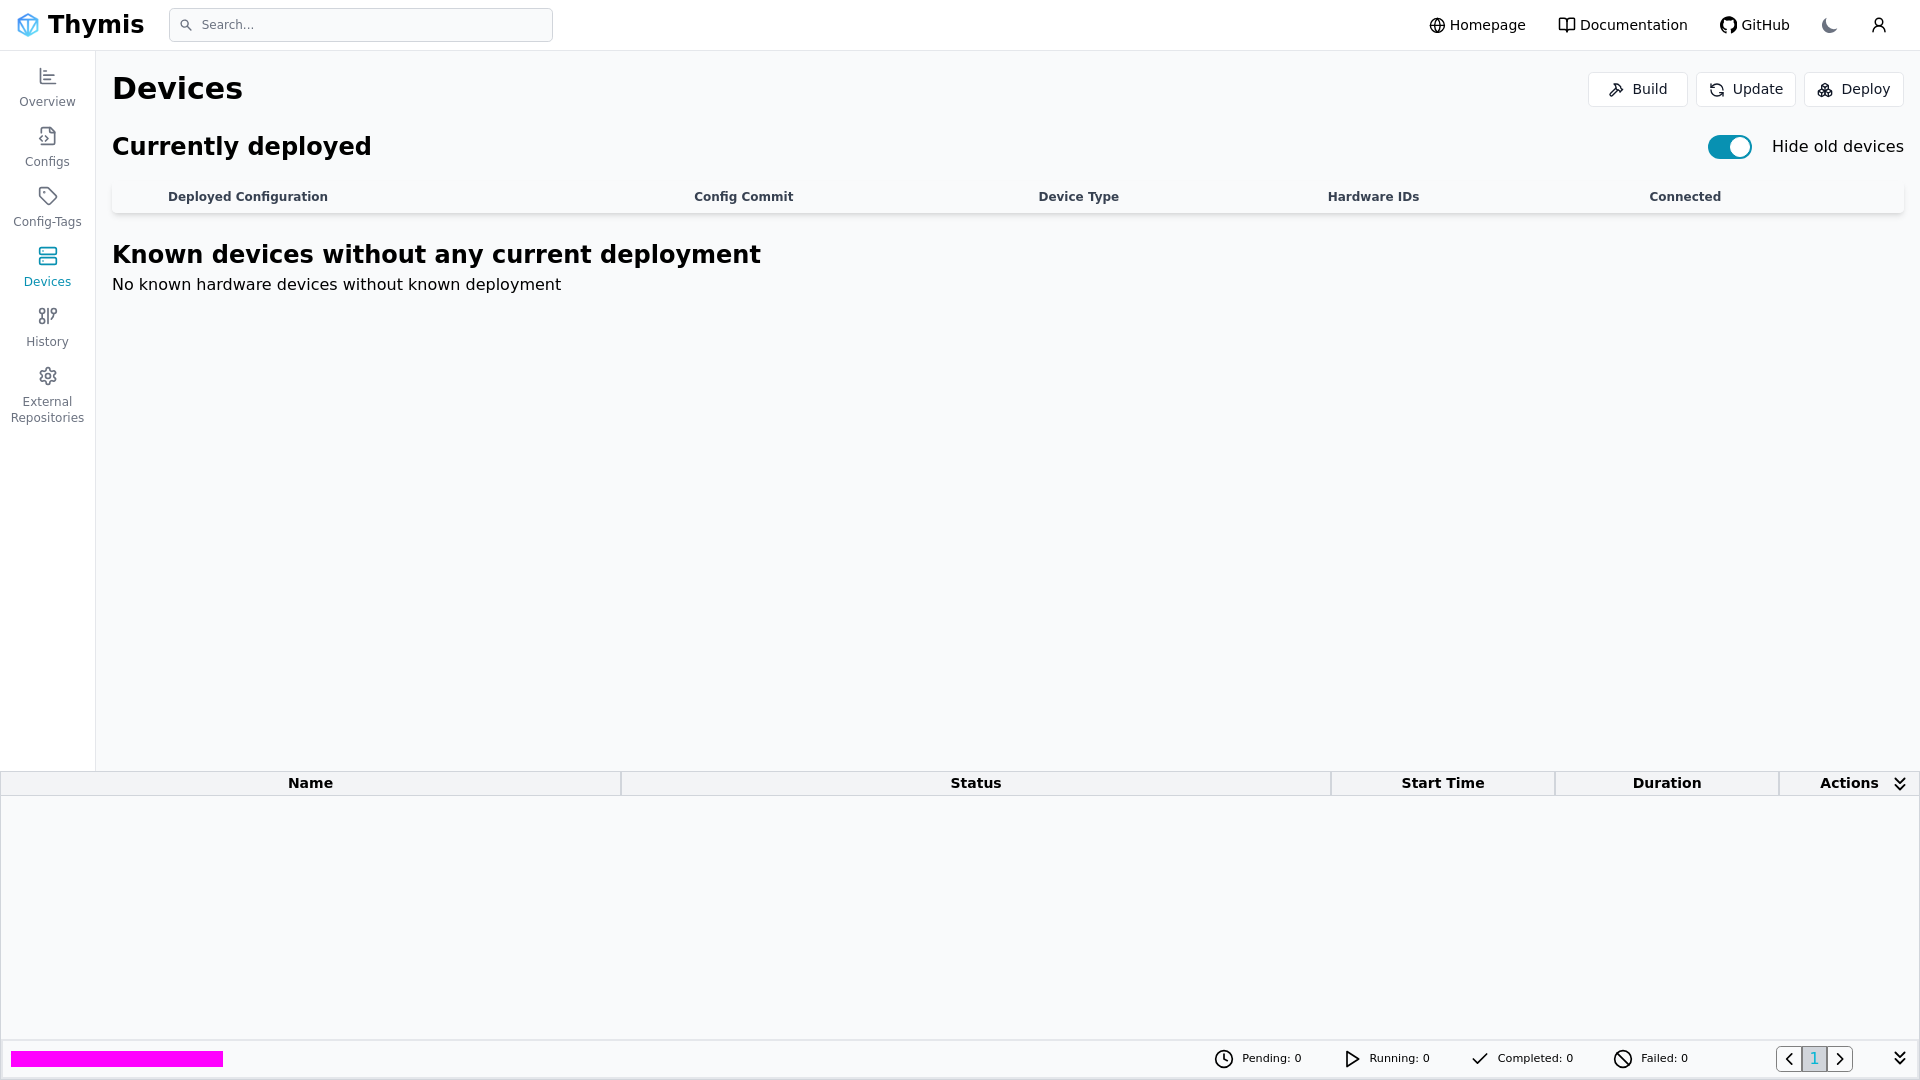 Thymis
Search...
Homepage
Documentation
GitHub
Overview
Configs
Config-Tags
Devices
History
External
Repositories
Devices
Build
Update
Deploy
Currently deployed
Hide old devices
Deployed Configuration
Config Commit
Device Type
Hardware IDs
Connected
Known devices without any current deployment
No known hardware devices without known deployment
Name
Status
Start Time
Duration
Actions
Pending: 0
Running: 0
Completed: 0
Failed: 0
1